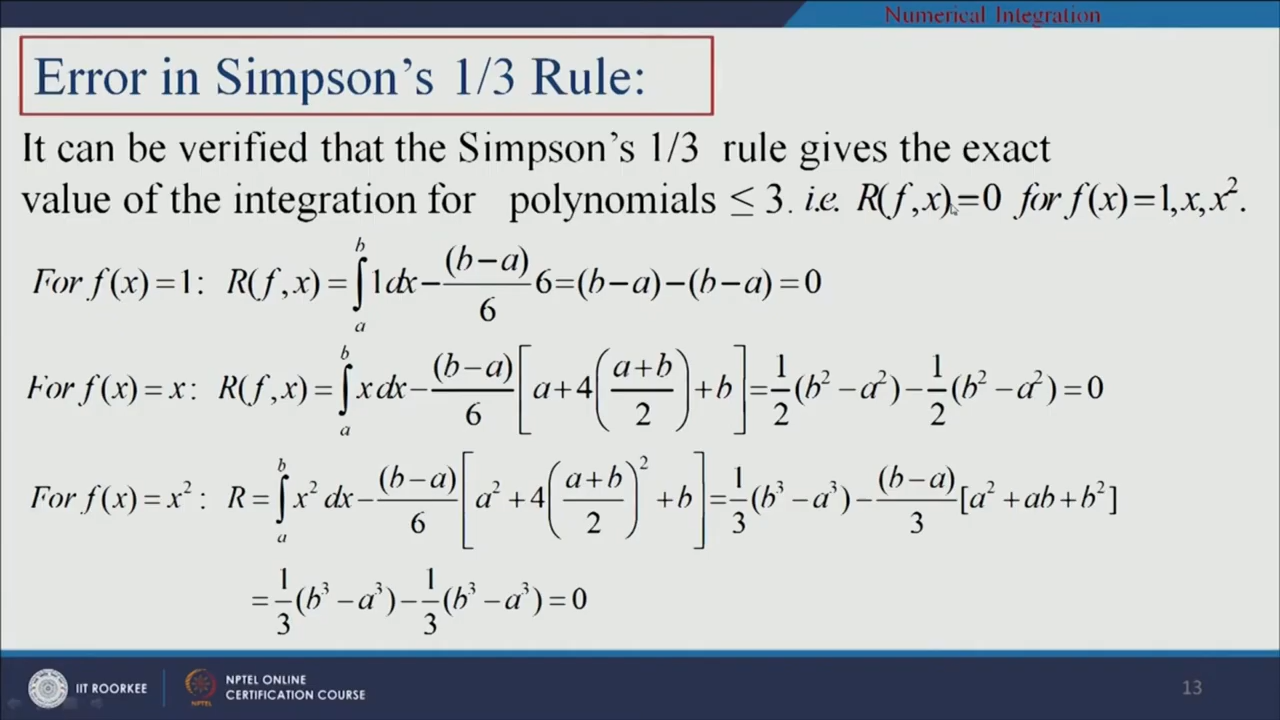 Numerical Integration
Error in Simpson's 1/3 Rule:
It can be verified that the Simpson's 1/3 rule gives the exact
value of the integration for polynomials ≤ 3. i.e. R(f,x)=0 for f(x)=1,x,x².
For f(x)=1: R(f,x)=∫ₐᵇ 1dx−(b−a)/6 6=(b−a)−(b−a)=0
For f(x)=x: R(f,x)=∫ₐᵇ xdx−(b−a)/6[a+4((a+b)/2)+b]=1/2(b²−a²)−1/2(b²−a²)=0
For f(x)=x²: R=∫ₐᵇ x²dx−(b−a)/6[a²+4((a+b)/2)²+b]=1/3(b³−a³)−(b−a)/3[a²+ab+b²]
=1/3(b³−a³)−1/3(b³−a³)=0
IIT ROORKEE
NPTEL ONLINE
CERTIFICATION COURSE
NPTEL
13